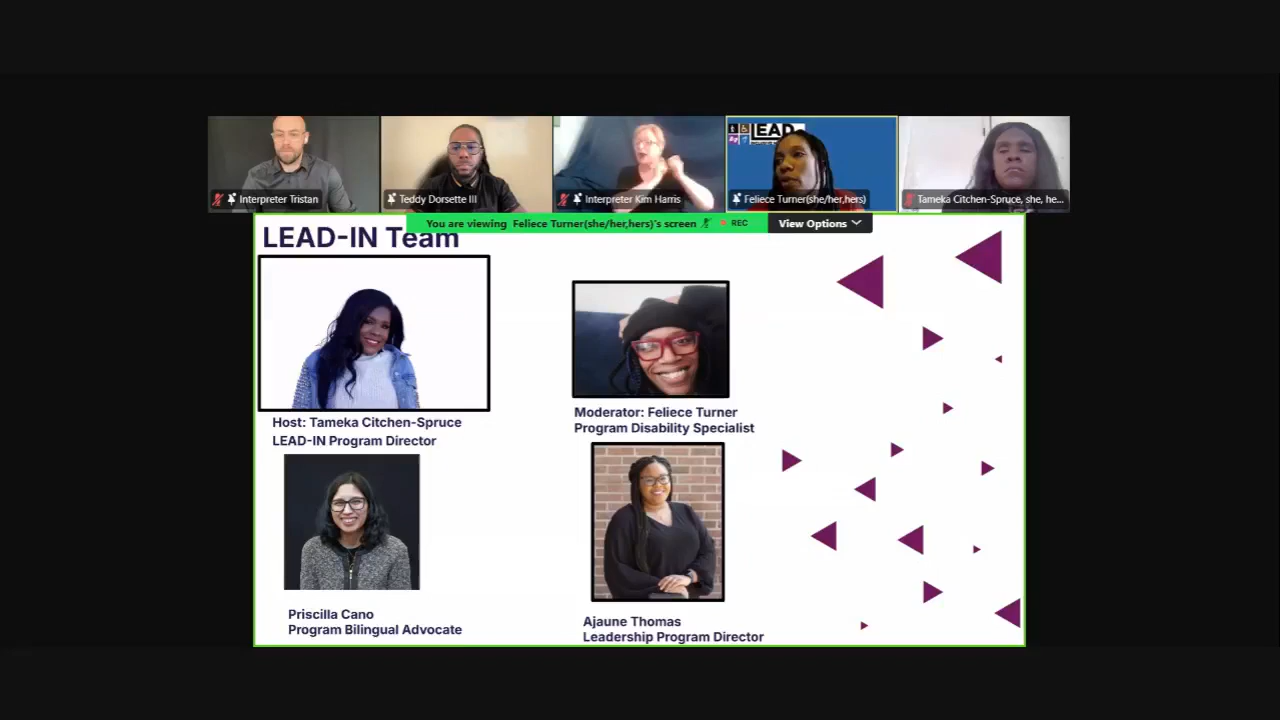 LEAD
Interpreter Tristan
Teddy Dorsette III
Interpreter Kim Harris
Feliece Turner(she/her,hers)
Tameka Citchen-Spruce, she, he...
You are viewing Feliece Turner(she/her,hers)'s screen
REC
View Options
LEAD-IN Team
Host: Tameka Citchen-Spruce
LEAD-IN Program Director
Moderator: Feliece Turner
Program Disability Specialist
Priscilla Cano
Program Bilingual Advocate
Ajaune Thomas
Leadership Program Director